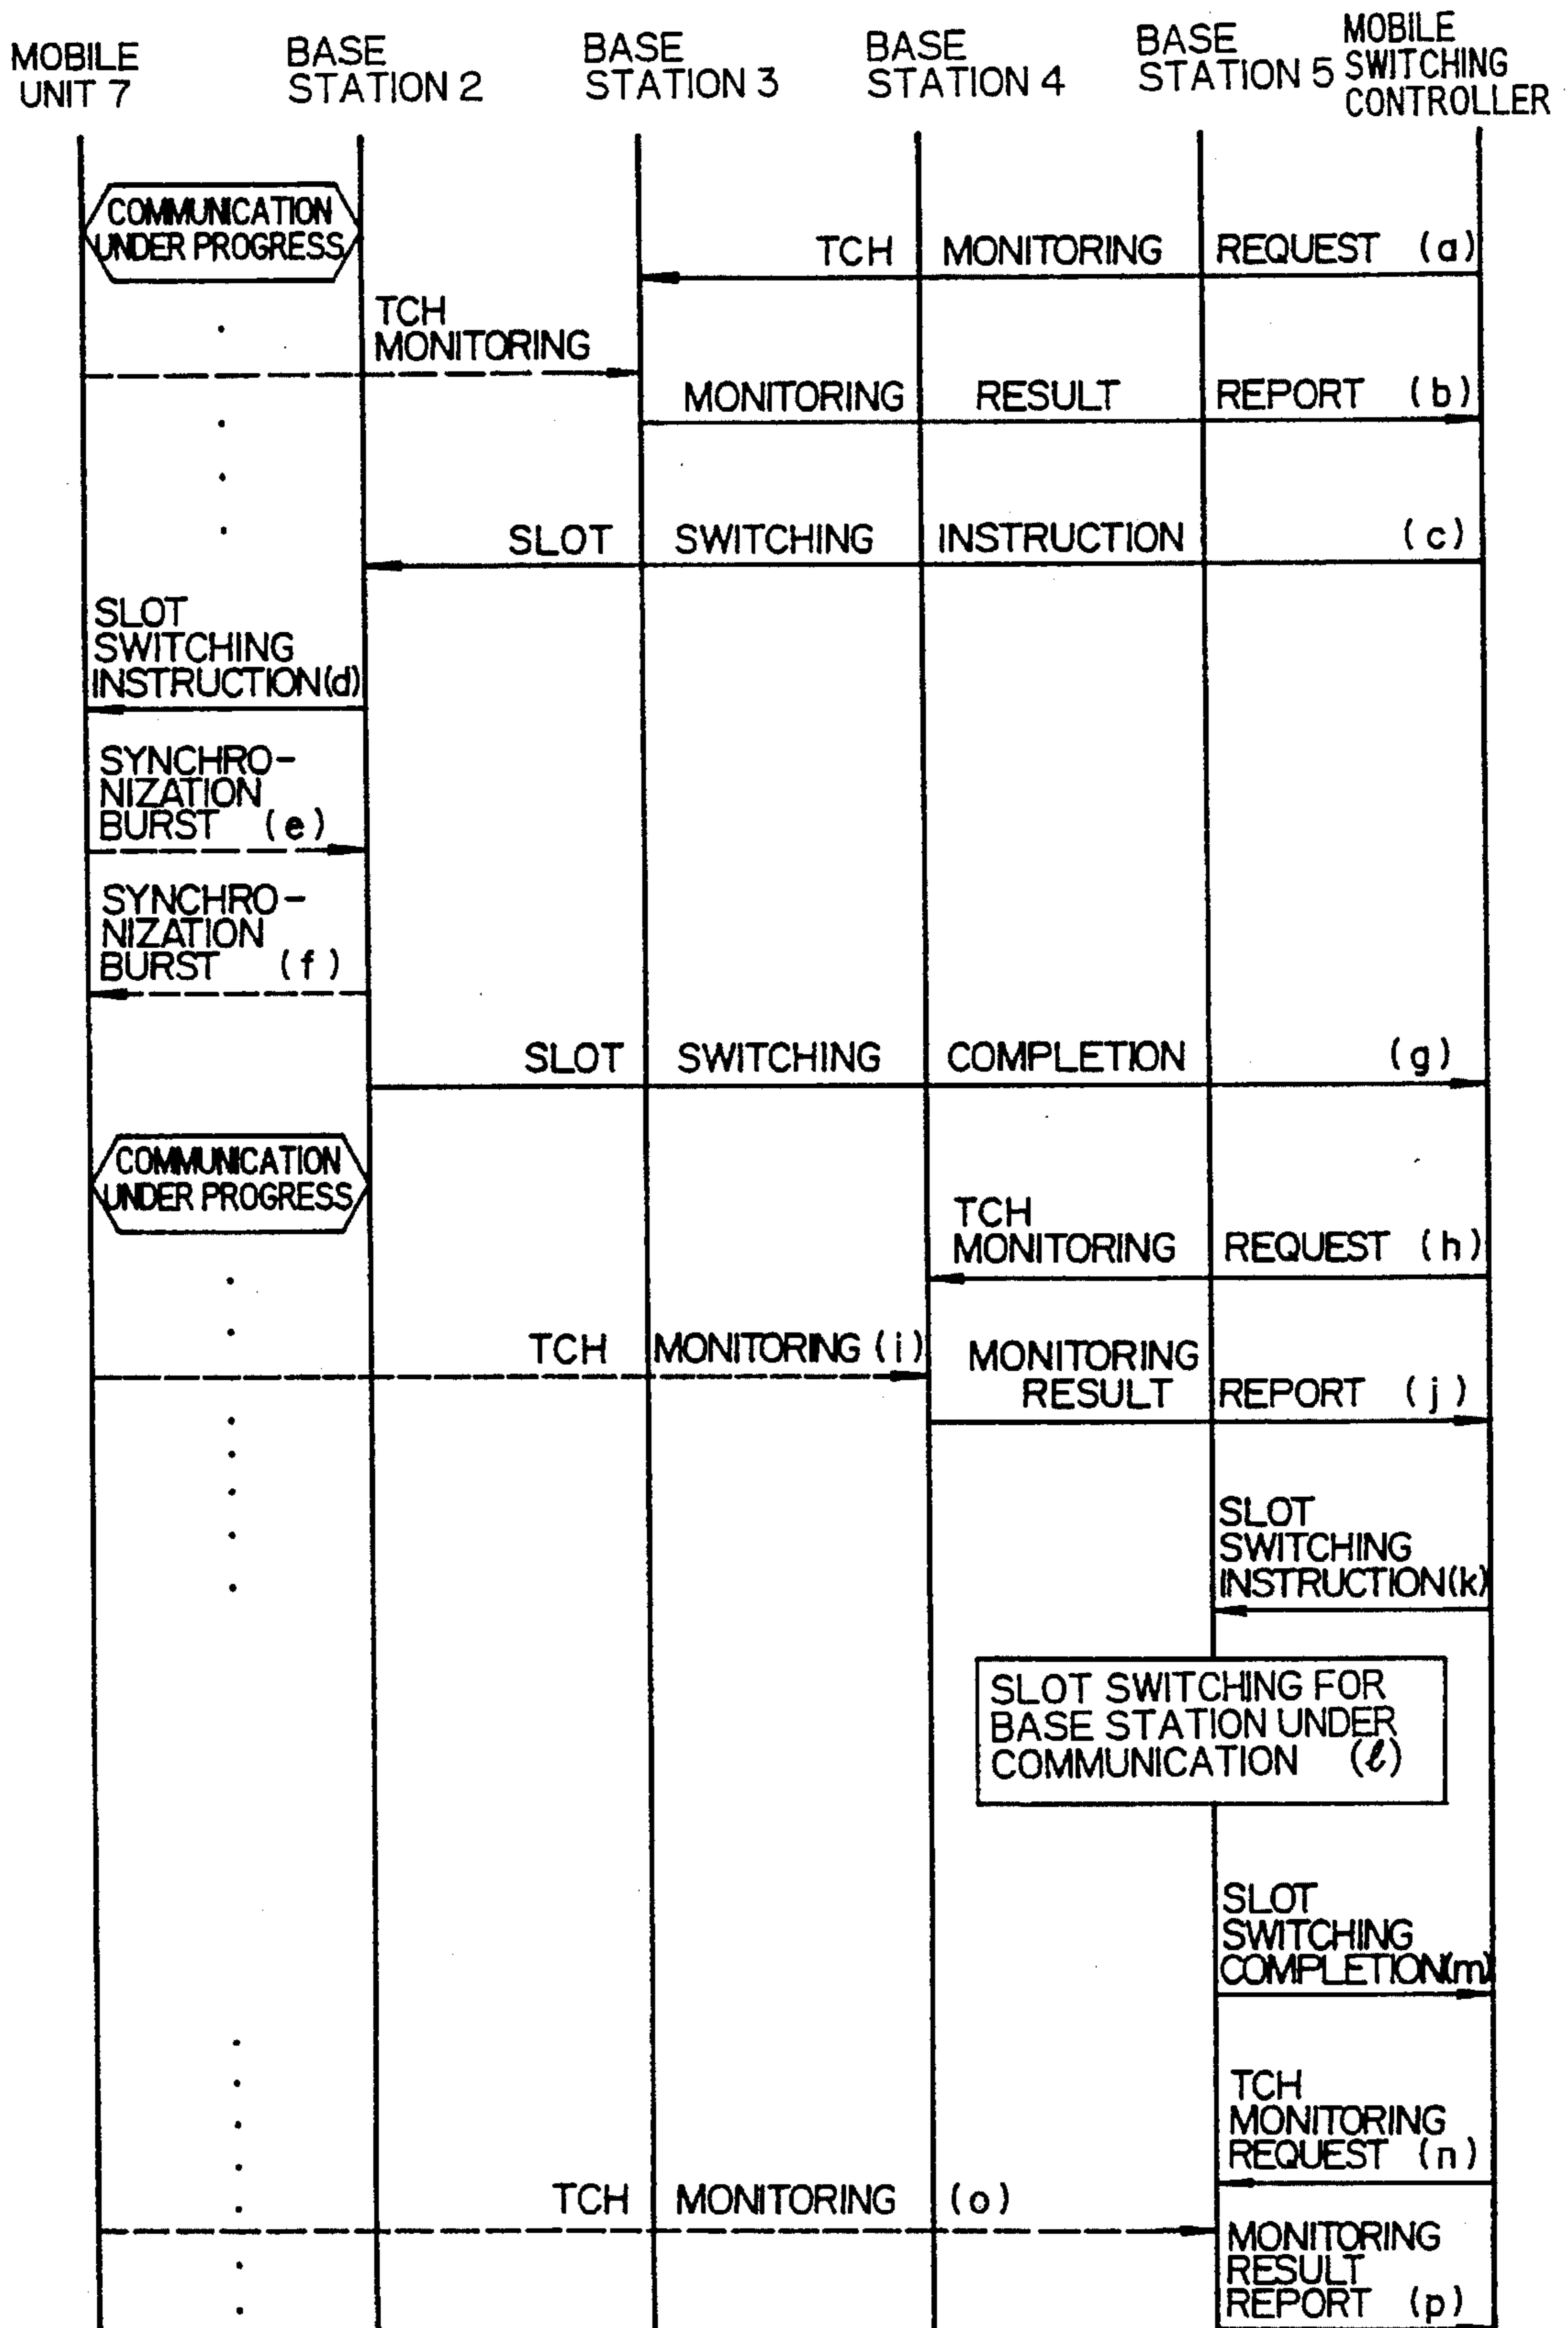 MOBILE
UNIT 7
BASE
STATION 2
BASE
STATION 3
BASE
STATION 4
BASE
STATION 5
MOBILE
SWITCHING
CONTROLLER
COMMUNICATION
UNDER PROGRESS
TCH MONITORING REQUEST (a)
TCH
MONITORING
MONITORING RESULT REPORT (b)
SLOT SWITCHING INSTRUCTION (c)
SLOT
SWITCHING
INSTRUCTION(d)
SYNCHRO-
NIZATION
BURST (e)
SYNCHRO-
NIZATION
BURST (f)
SLOT SWITCHING COMPLETION (g)
COMMUNICATION
UNDER PROGRESS
TCH
MONITORING REQUEST (h)
TCH MONITORING (i)
MONITORING
RESULT REPORT (j)
SLOT
SWITCHING
INSTRUCTION(k)
SLOT SWITCHING FOR
BASE STATION UNDER
COMMUNICATION (ℓ)
SLOT
SWITCHING
COMPLETION(m)
TCH
MONITORING
REQUEST (n)
TCH MONITORING (o)
MONITORING
RESULT
REPORT (p)